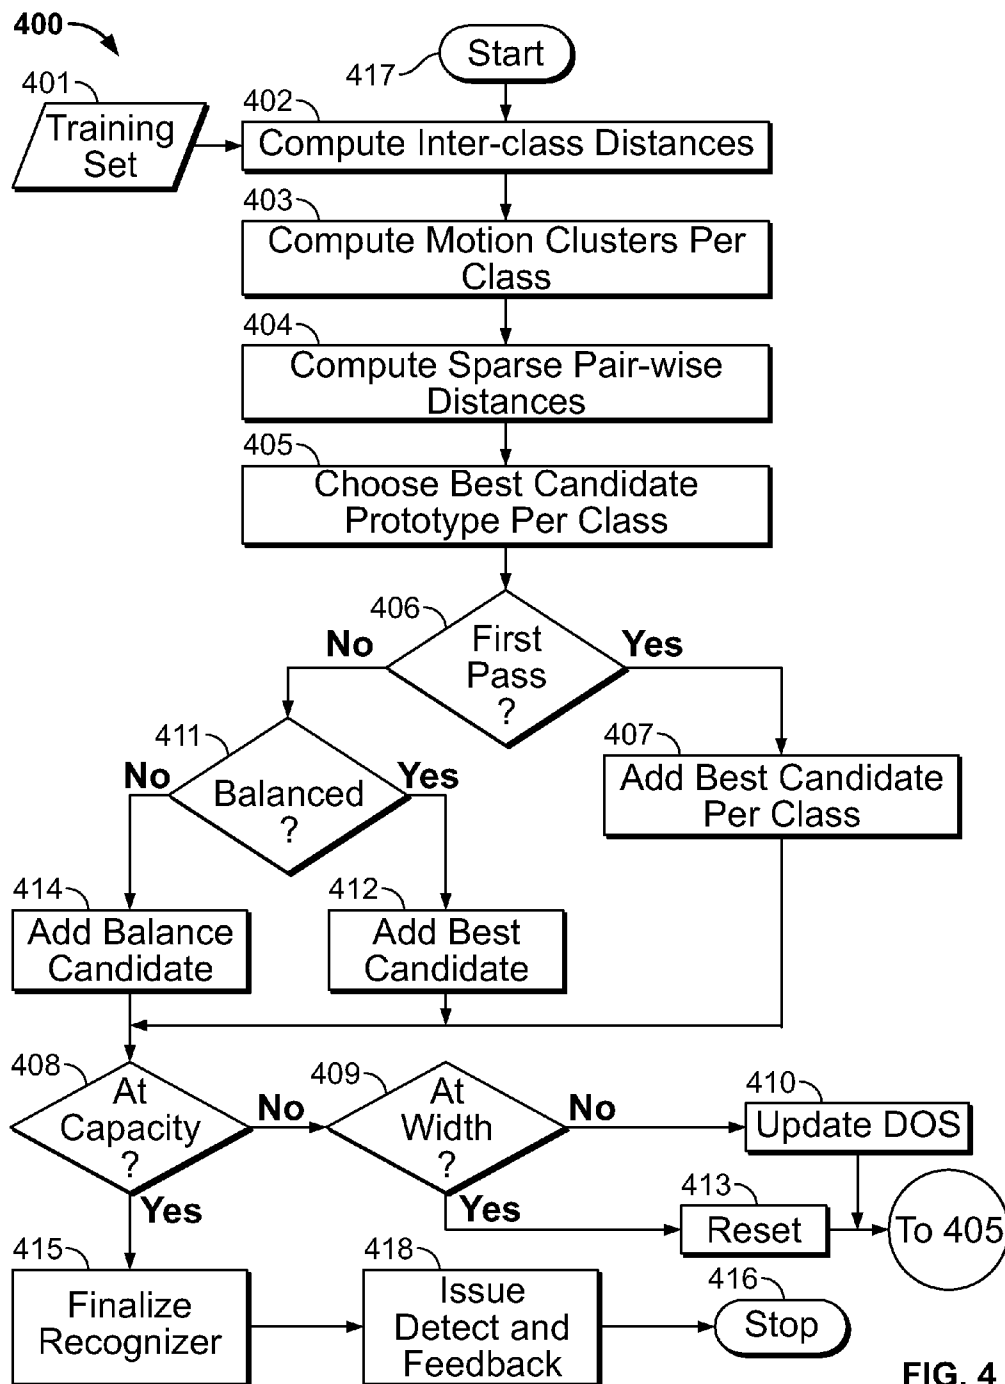 400
417
Start
401
Training
Set
402
Compute Inter-class Distances
403
Compute Motion Clusters Per
Class
404
Compute Sparse Pair-wise
Distances
405
Choose Best Candidate
Prototype Per Class
406
First
Pass
?
No
Yes
411
Balanced
?
No
Yes
407
Add Best Candidate
Per Class
414
Add Balance
Candidate
412
Add Best
Candidate
408
At
Capacity
?
No
Yes
409
At
Width
?
No
Yes
410
Update DOS
413
Reset
To 405
415
Finalize
Recognizer
418
Issue
Detect and
Feedback
416
Stop
FIG. 4